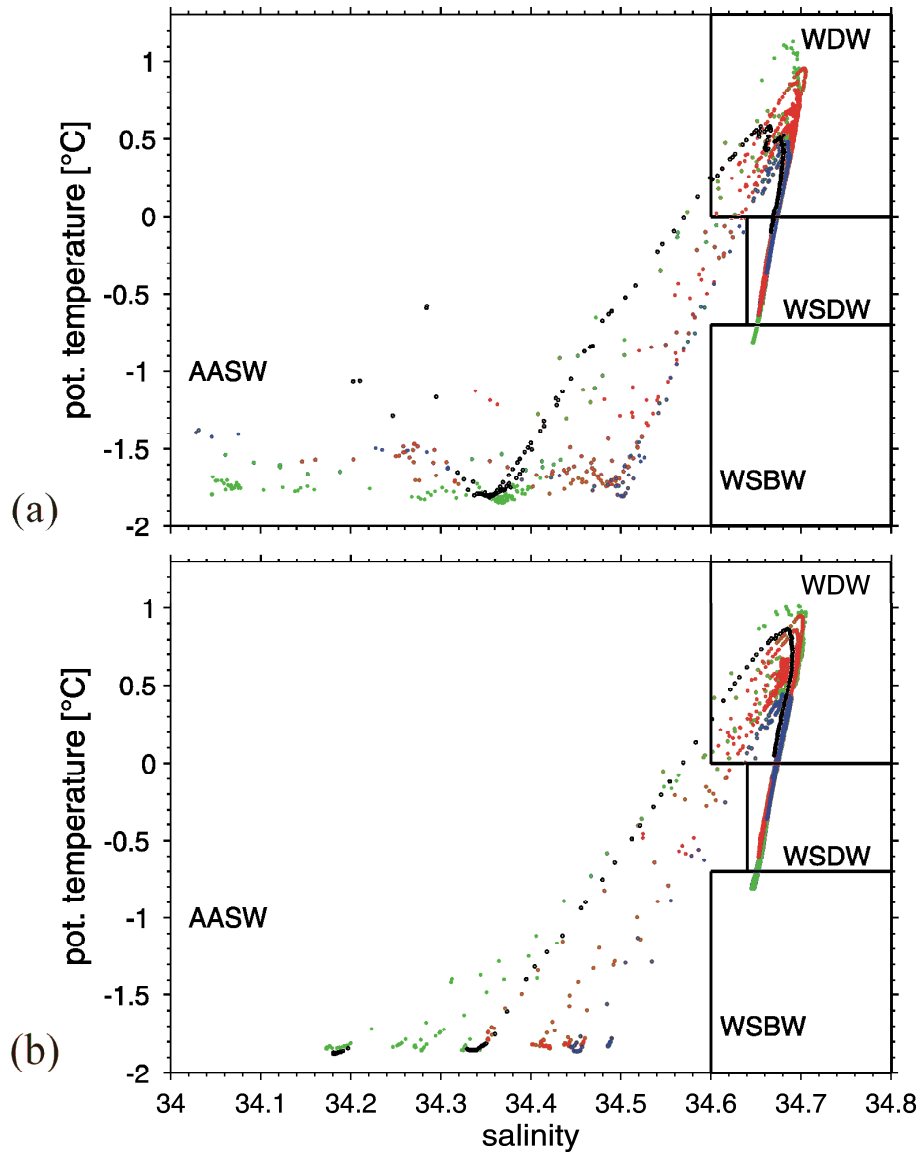 WDW
1
0.5
0
-0.5
-1
-1.5
-2
pot. temperature [°C]
WSDW
AASW
WSBW
(a)
WDW
1
0.5
0
-0.5
-1
-1.5
-2
pot. temperature [°C]
WSDW
AASW
WSBW
(b)
34 34.1 34.2 34.3 34.4 34.5 34.6 34.7 34.8
salinity